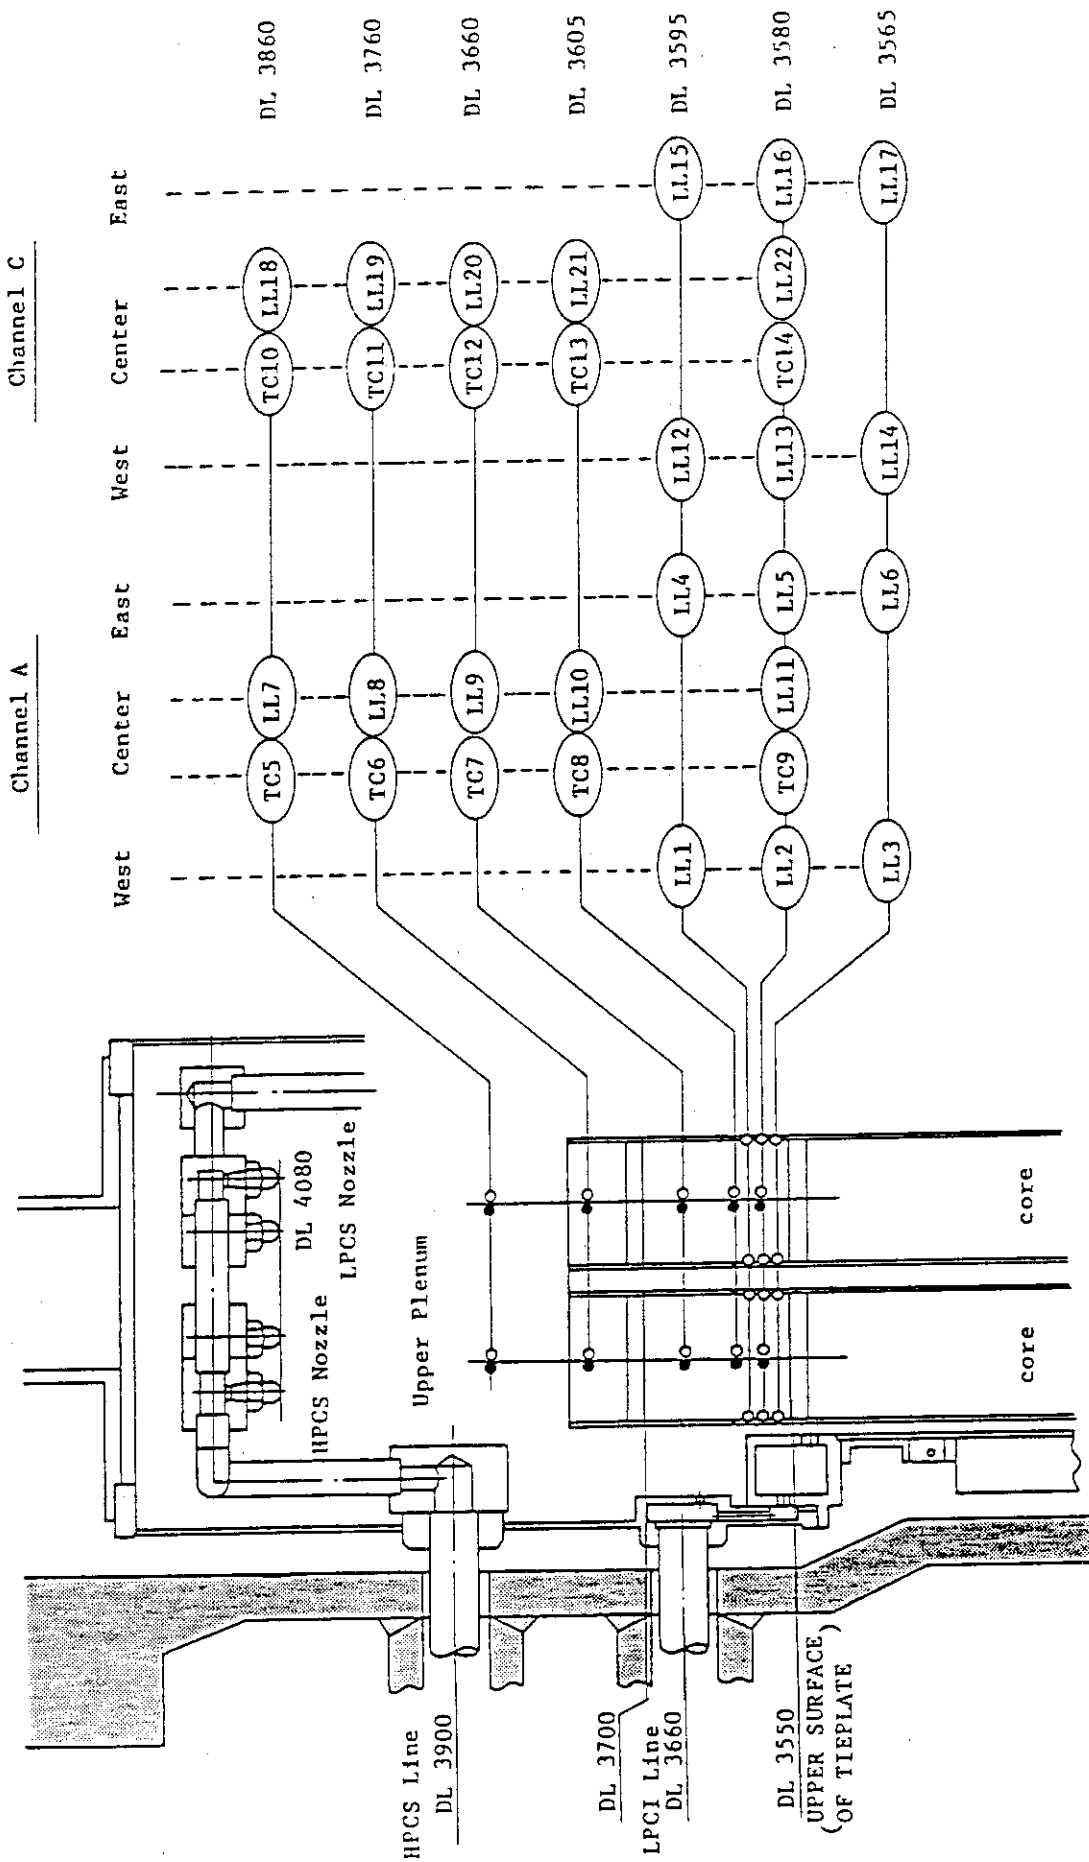 Channel A
Channel C
West
Center
East
West
Center
East
TC5
LL7
TC10
LL18
DL 3860
TC6
LL8
TC11
LL19
DL 3760
TC7
LL9
TC12
LL20
DL 3660
TC8
LL10
TC13
LL21
DL 3605
LL1
LL4
LL12
LL15
DL 3595
LL2
TC9
LL11
LL5
LL13
TC14
LL22
LL16
DL 3580
LL3
LL6
LL14
LL17
DL 3565
DL 4080
HPCS Nozzle
LPCS Nozzle
Upper Plenum
HPCS Line
DL 3900
DL 3700
LPCI Line
DL 3660
DL 3550
(UPPER SURFACE
OF TIEPLATE)
core
core